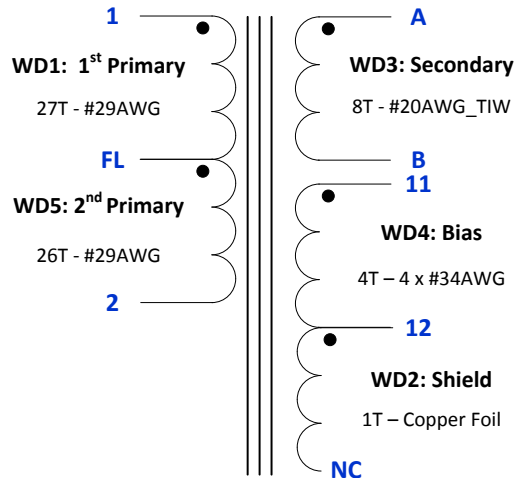 1
WD1: 1st Primary
27T - #29AWG
FL
WD5: 2nd Primary
26T - #29AWG
2
A
WD3: Secondary
8T - #20AWG_TIW
B
11
WD4: Bias
4T – 4 x #34AWG
12
WD2: Shield
1T – Copper Foil
NC